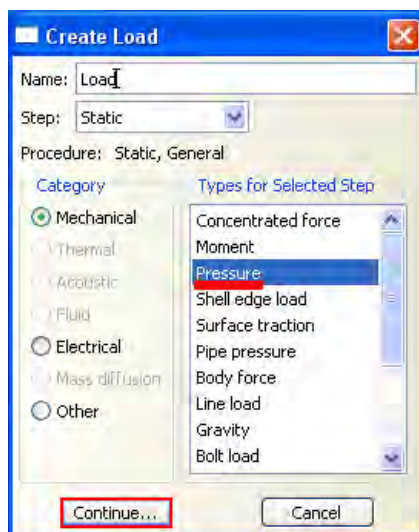 Create Load
Name: Load
Step: Static
Procedure: Static, General
Category
Mechanical
Thermal
Acoustic
Fluid
Electrical
Mass diffusion
Other
Types for Selected Step
Concentrated force
Moment
Pressure
Shell edge load
Surface traction
Pipe pressure
Body force
Line load
Gravity
Bolt load
Continue...
Cancel